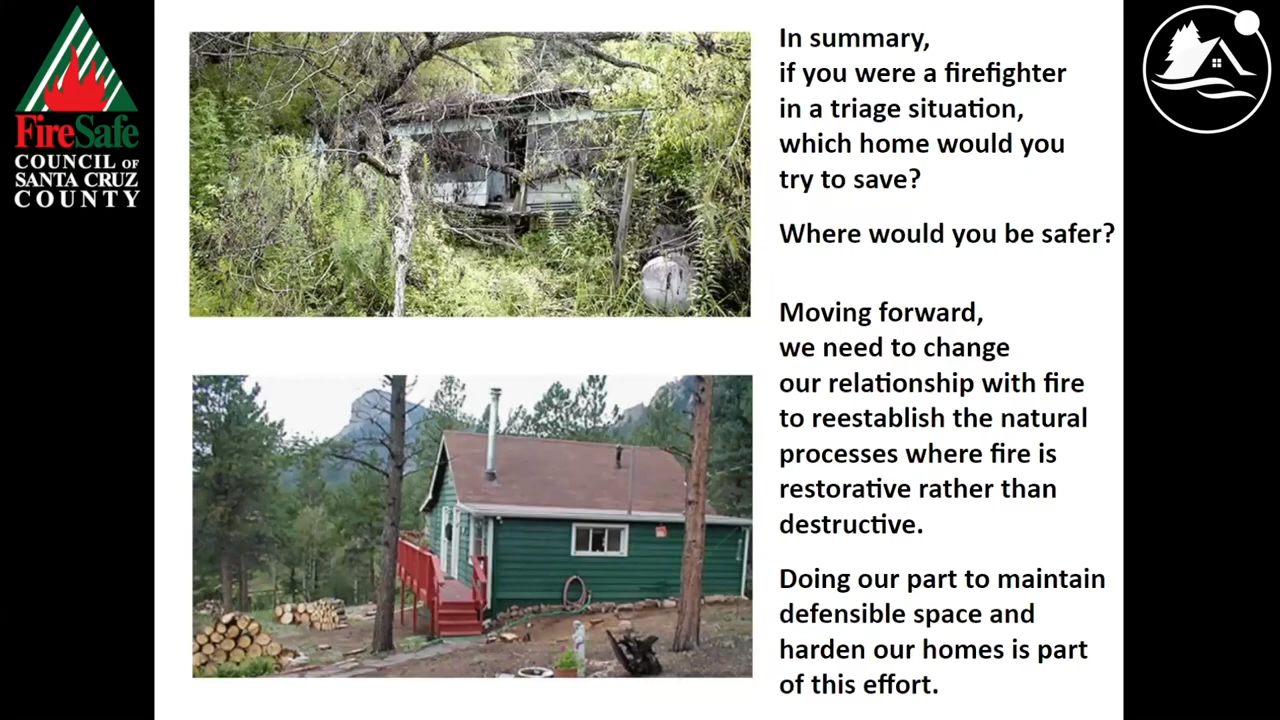 FireSafe
COUNCIL OF
SANTA CRUZ
COUNTY
In summary,
if you were a firefighter
in a triage situation,
which home would you
try to save?
Where would you be safer?
Moving forward,
we need to change
our relationship with fire
to reestablish the natural
processes where fire is
restorative rather than
destructive.
Doing our part to maintain
defensible space and
harden our homes is part
of this effort.